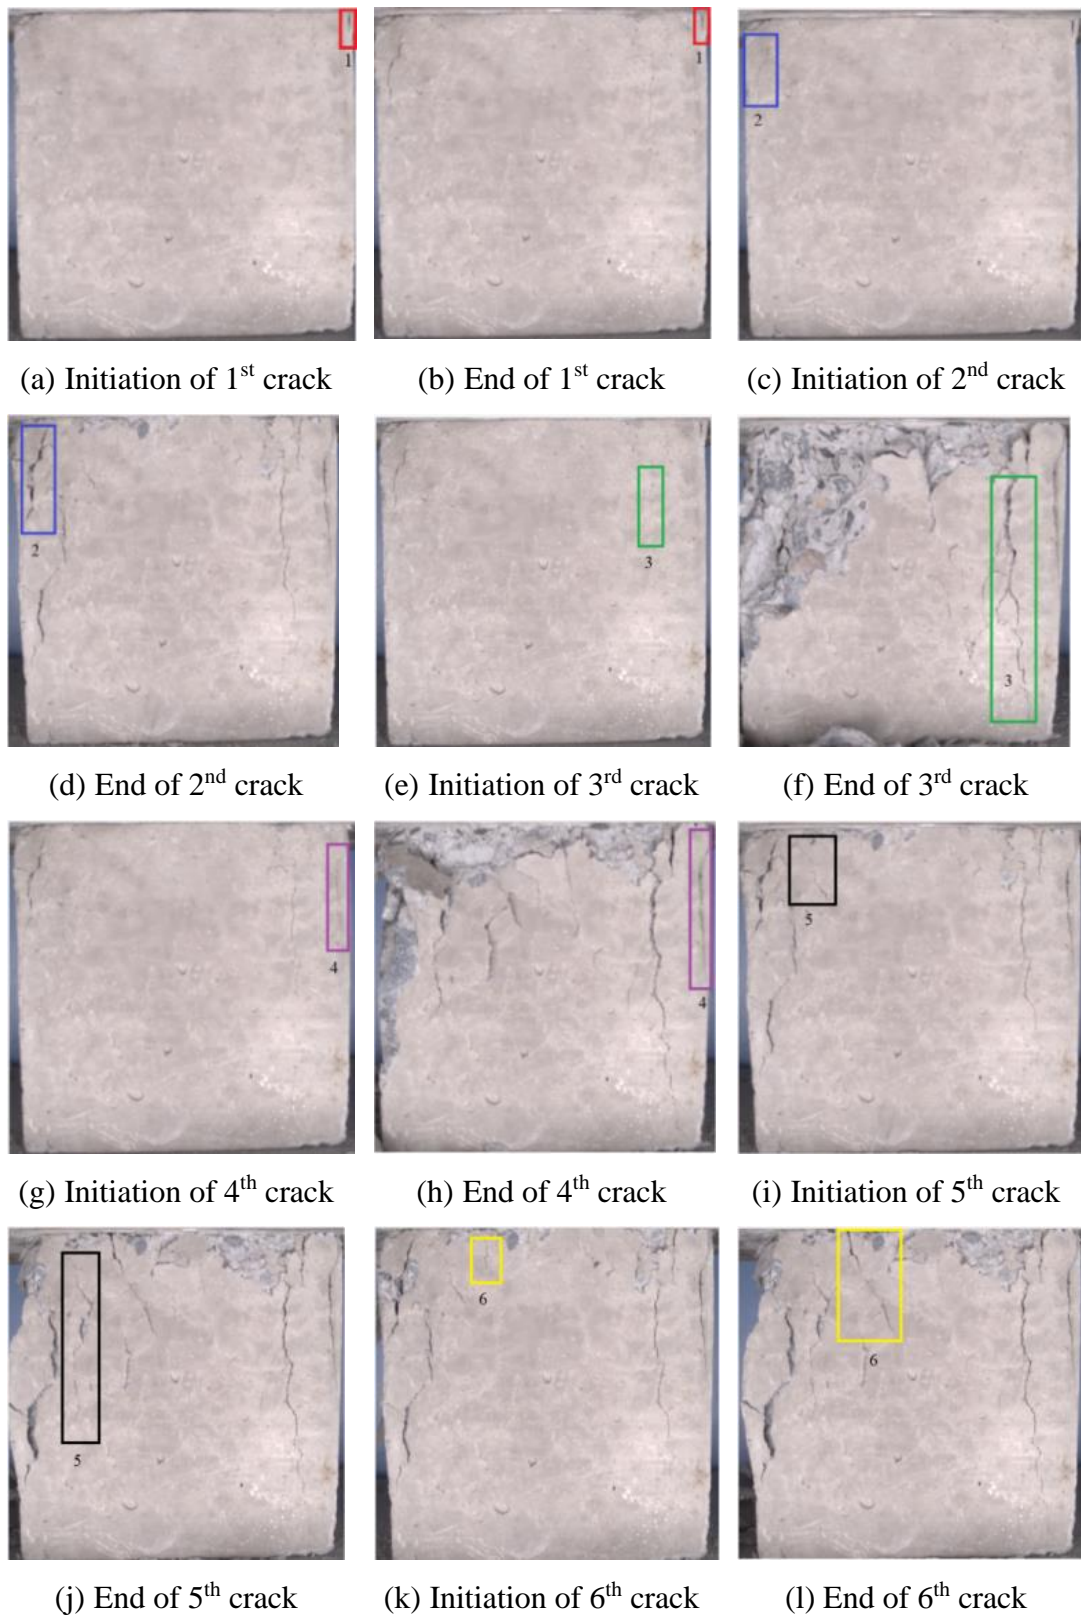 1
1
2
(a) Initiation of 1st crack
(b) End of 1st crack
(c) Initiation of 2nd crack
2
3
3
(d) End of 2nd crack
(e) Initiation of 3rd crack
(f) End of 3rd crack
4
4
5
(g) Initiation of 4th crack
(h) End of 4th crack
(i) Initiation of 5th crack
5
6
6
(j) End of 5th crack
(k) Initiation of 6th crack
(l) End of 6th crack